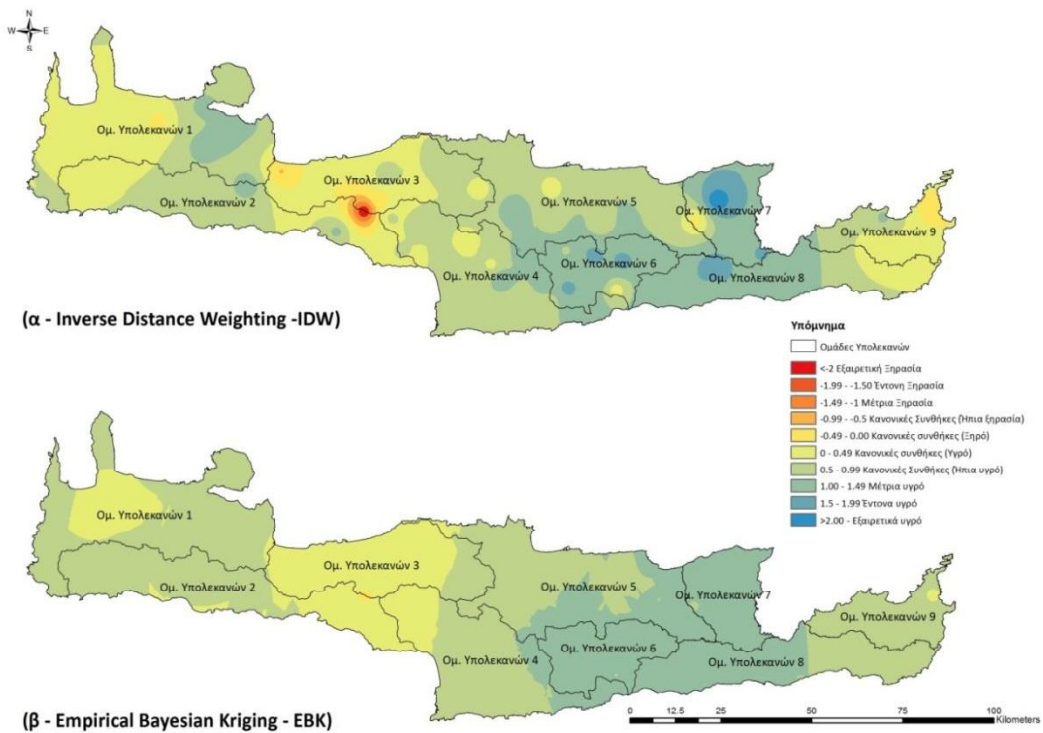 N
W E
S
Ομ. Υπολεκανών 1
Ομ. Υπολεκανών 2
Ομ. Υπολεκανών 3
Ομ. Υπολεκανών 4
Ομ. Υπολεκανών 5
Ομ. Υπολεκανών 6
Ομ. Υπολεκανών 7
Ομ. Υπολεκανών 8
Ομ. Υπολεκανών 9
(α - Inverse Distance Weighting -IDW)
Υπόμνημα
Ομάδες Υπολεκανών
<-2 Εξαιρετική Ξηρασία
-1.99 - -1.50 Έντονη Ξηρασία
-1.49 - -1 Μέτρια Ξηρασία
-0.99 - -0.5 Κανονικές Συνθήκες (Ήπια ξηρασία)
-0.49 - 0.00 Κανονικές συνθήκες (Ξηρό)
0 - 0.49 Κανονικές συνθήκες (Υγρό)
0.5 - 0.99 Κανονικές Συνθήκες (Ήπια υγρό)
1.00 - 1.49 Μέτρια υγρό
1.5 - 1.99 Έντονα υγρό
>2.00 - Εξαιρετικά υγρό
Ομ. Υπολεκανών 1
Ομ. Υπολεκανών 2
Ομ. Υπολεκανών 3
Ομ. Υπολεκανών 4
Ομ. Υπολεκανών 5
Ομ. Υπολεκανών 6
Ομ. Υπολεκανών 7
Ομ. Υπολεκανών 8
Ομ. Υπολεκανών 9
(β - Empirical Bayesian Kriging - EBK)
0 12.5 25 50 75 100
Kilometers